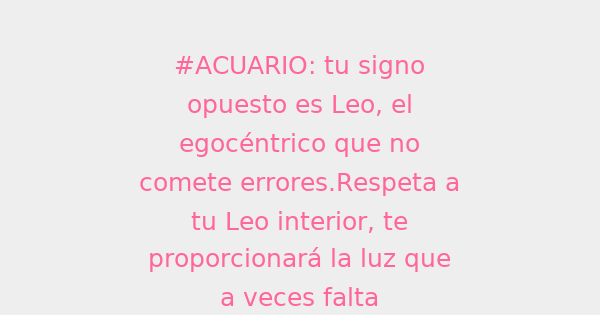 #ACUARIO: tu signo
opuesto es Leo, el
egocéntrico que no
comete errores.Respeta a
tu Leo interior, te
proporcionará la luz que
a veces falta